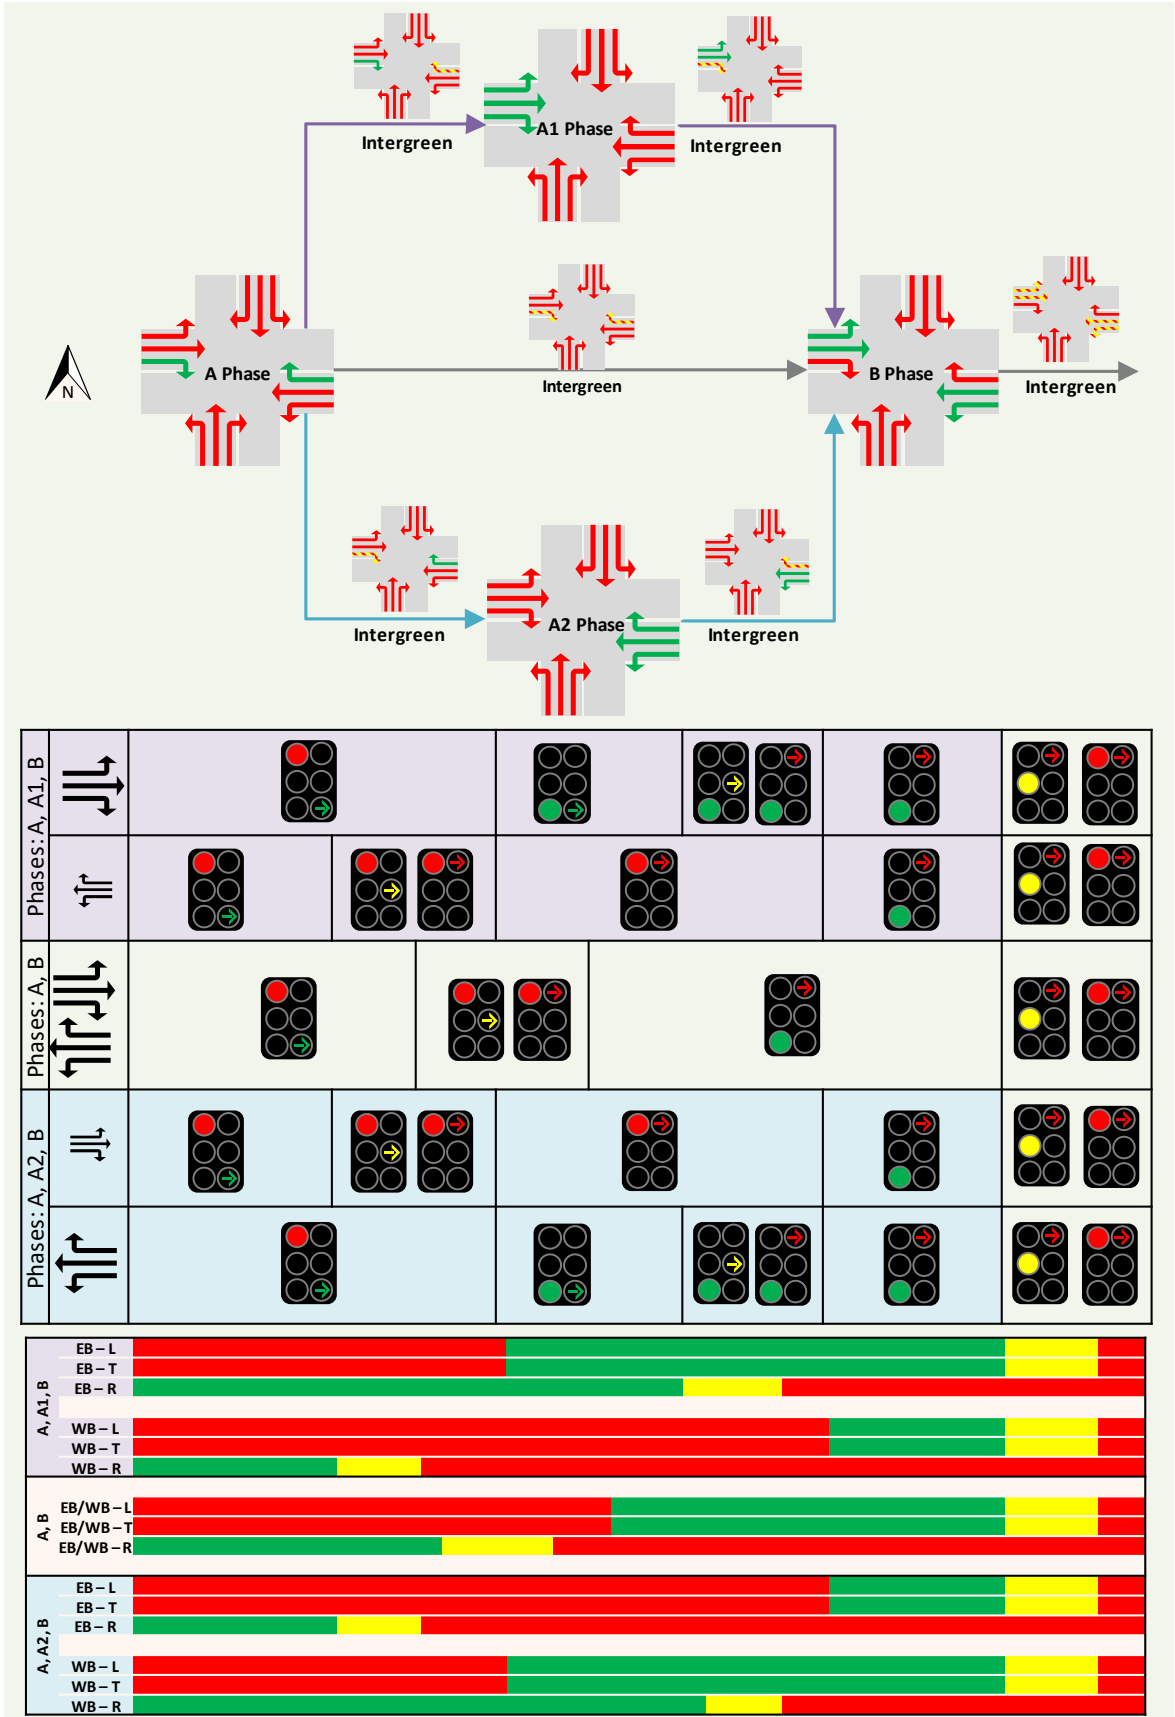 Intergreen
A1 Phase
Intergreen
N
A Phase
Intergreen
B Phase
Intergreen
Intergreen
A2 Phase
Intergreen
Phases: A, A1, B
Phases: A, B
Phases: A, A2, B
A, A1, B
EB – L
EB – T
EB – R
WB – L
WB – T
WB – R
A, B
EB/WB – L
EB/WB – T
EB/WB – R
A, A2, B
EB – L
EB – T
EB – R
WB – L
WB – T
WB – R